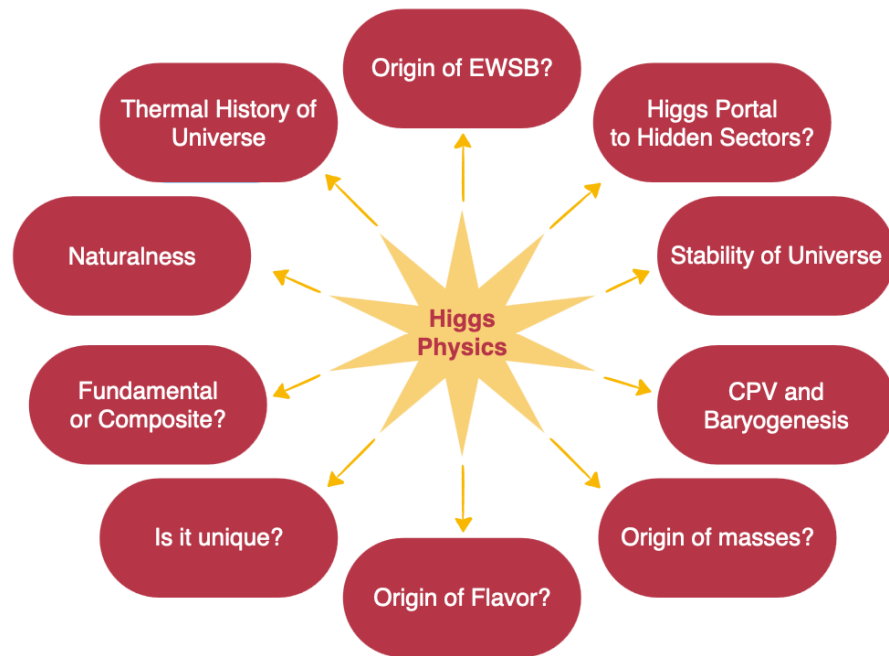 Origin of EWSB?
Thermal History of
Universe
Higgs Portal
to Hidden Sectors?
Naturalness
Stability of Universe
Higgs
Physics
Fundamental
or Composite?
CPV and
Baryogenesis
Is it unique?
Origin of masses?
Origin of Flavor?